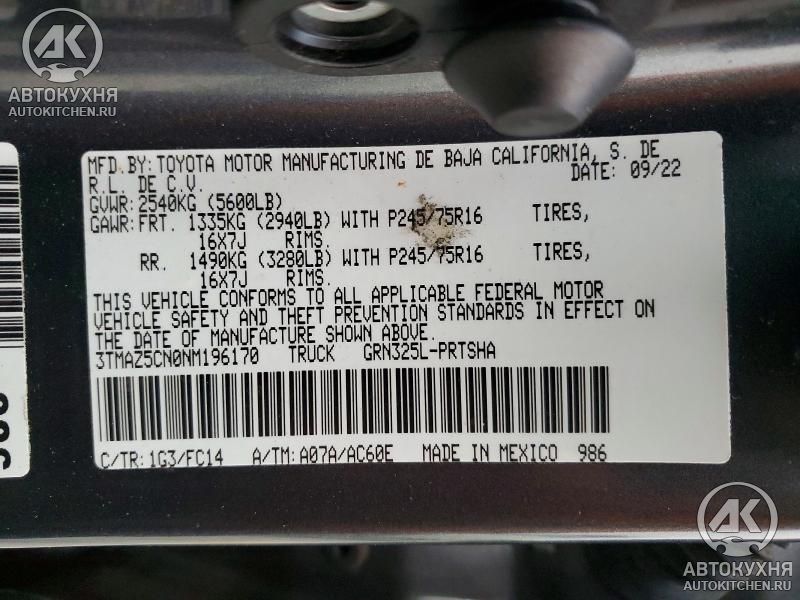 AK
АВТОКУХНЯ
AUTOKITCHEN.RU
MFD. BY: TOYOTA MOTOR MANUFACTURING DE BAJA CALIFORNIA, S. DE
R.L. DE C.V. DATE: 09/22
GVWR: 2540KG (5600LB)
GAWR: FRT. 1335KG (2940LB) WITH P245/75R16 TIRES,
16X7J RIMS.
RR. 1490KG (3280LB) WITH P245/75R16 TIRES,
16X7J RIMS.
THIS VEHICLE CONFORMS TO ALL APPLICABLE FEDERAL MOTOR
VEHICLE SAFETY AND THEFT PREVENTION STANDARDS IN EFFECT ON
THE DATE OF MANUFACTURE SHOWN ABOVE.
3TMAZ5CN0NM196170 TRUCK GRN325L-PRTSHA
C/TR: 1G3/FC14 A/TM: A07A/AC60E MADE IN MEXICO 986
AK
АВТОКУХНЯ
AUTOKITCHEN.RU